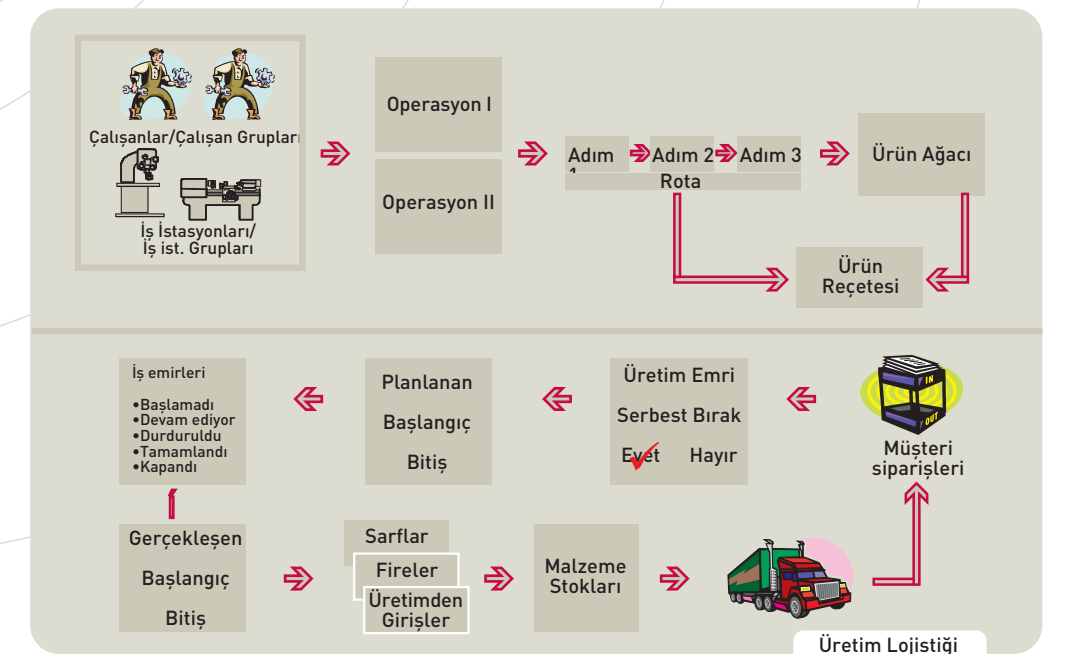 Çalışanlar/Çalışan Grupları
İş İstasyonları/
İş ist. Grupları
Operasyon I
Operasyon II
Adım
Adım 2
Adım 3
Rota
Ürün Ağacı
Ürün
Reçetesi
İş emirleri
•Başlamadı
•Devam ediyor
•Durduruldu
•Tamamlandı
•Kapandı
Planlanan
Başlangıç
Bitiş
Üretim Emri
Serbest Bırak
Evet Hayır
IN
OUT
Müşteri
siparişleri
Gerçekleşen
Başlangıç
Bitiş
Sarflar
Fireler
Üretimden
Girişler
Malzeme
Stokları
Üretim Lojistiği